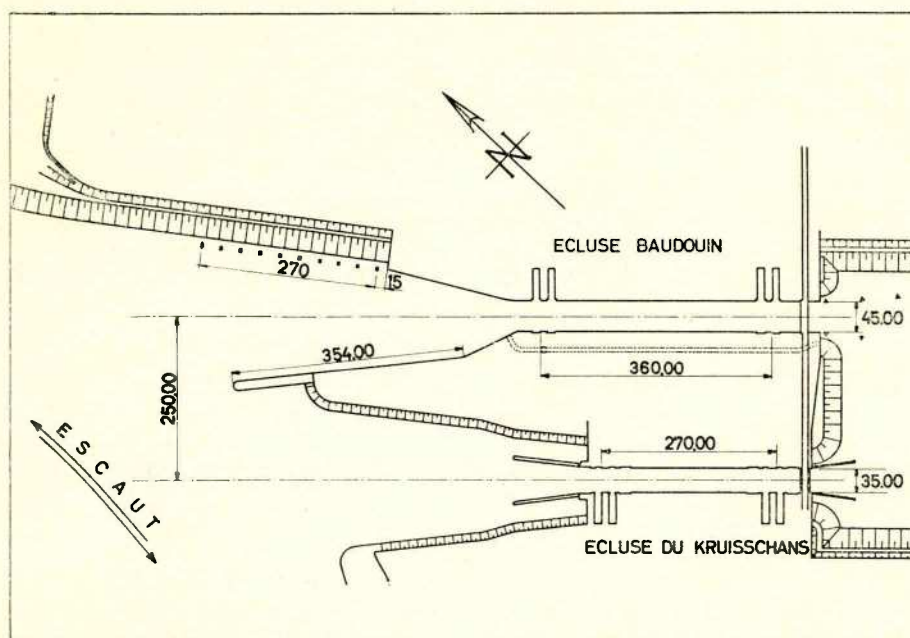 N
ECLUSE BAUDOUIN
270
15
45.00
354.00
360,00
250,00
270,00
ESCAUT
35.00
ECLUSE DU KRUISSCHANS